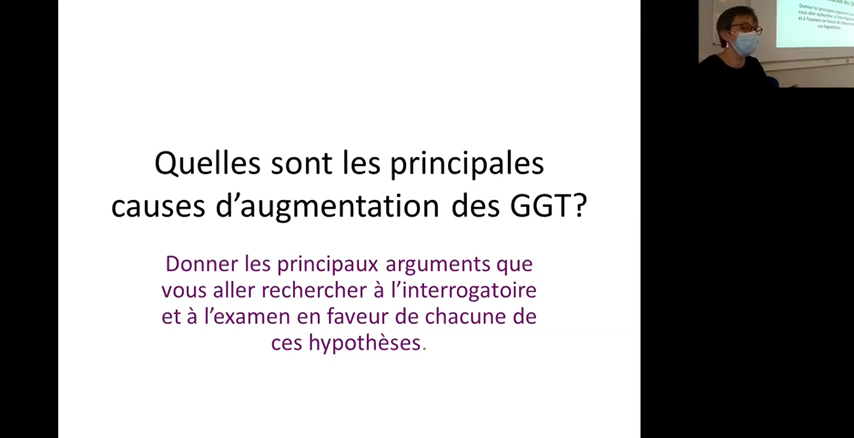 Quelles sont les principales
causes d'augmentation des GGT?
Donner les principaux arguments que
vous aller rechercher à l'interrogatoire
et à l'examen en faveur de chacune de
ces hypothèses.